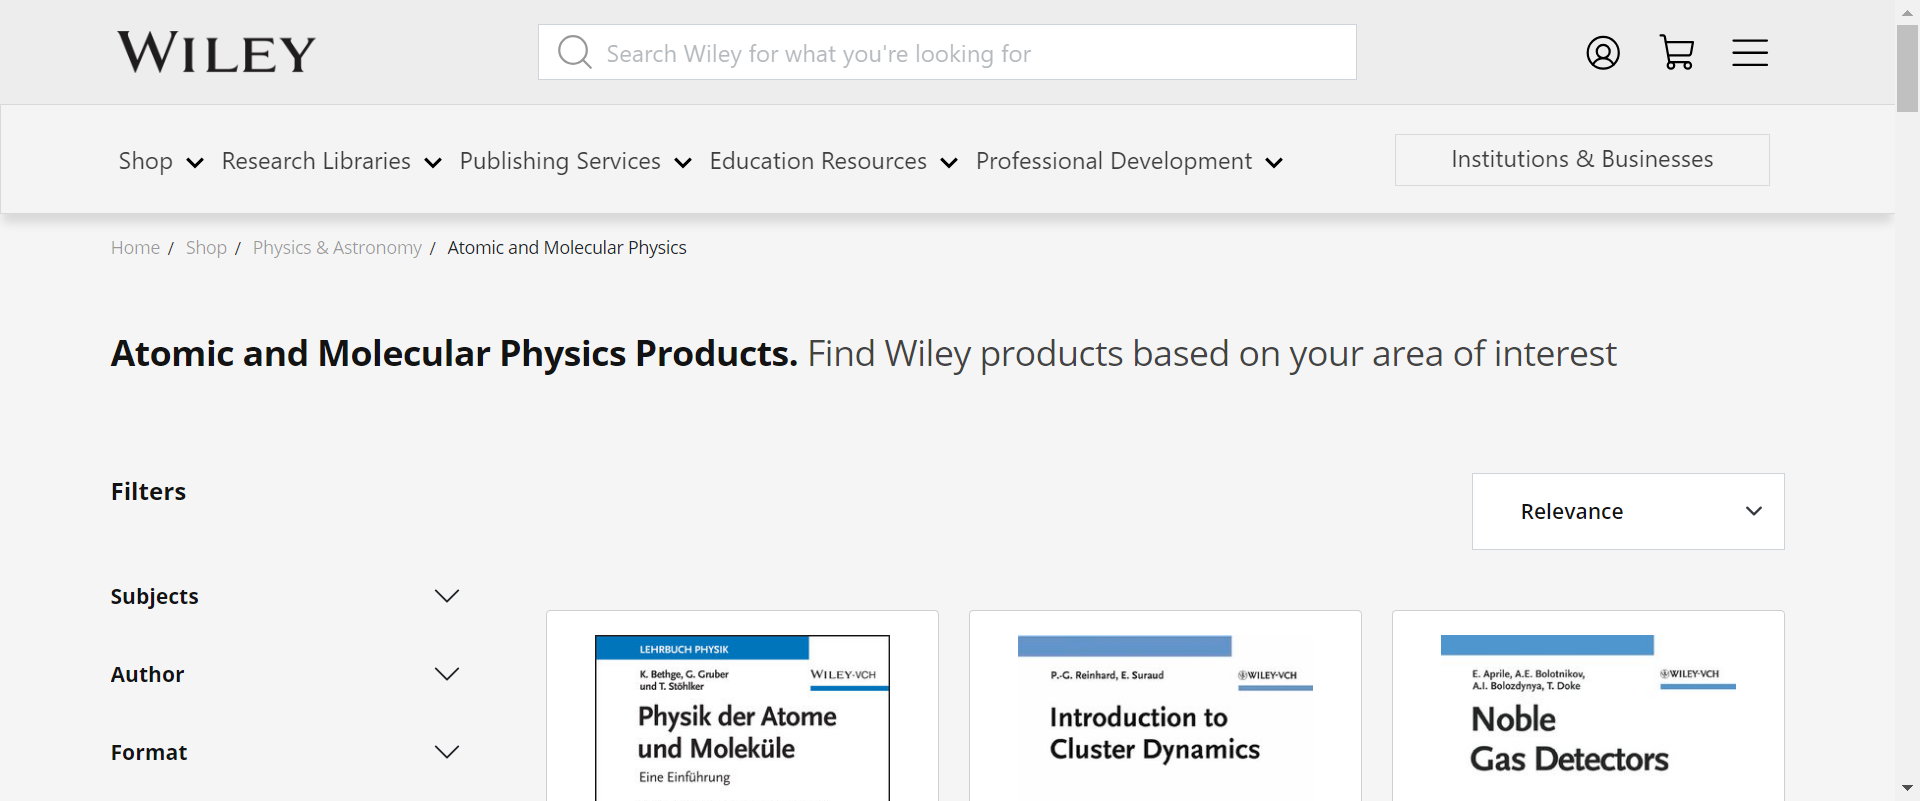 WILEY
Search Wiley for what you're looking for
Shop Research Libraries Publishing Services Education Resources Professional Development Institutions & Businesses
Home / Shop / Physics & Astronomy / Atomic and Molecular Physics
Atomic and Molecular Physics Products. Find Wiley products based on your area of interest
Filters
Relevance
Subjects
Author
Format
LEHRBUCH PHYSIK
K. Bethge, G. Gruber
und T. Stöhlker
WILEY-VCH
Physik der Atome
und Moleküle
Eine Einführung
P.-G. Reinhard, E. Suraud
WILEY-VCH
Introduction to
Cluster Dynamics
E. Aprile, A.E. Bolotnikov,
A.I. Bolozdynya, T. Doke
WILEY-VCH
Noble
Gas Detectors